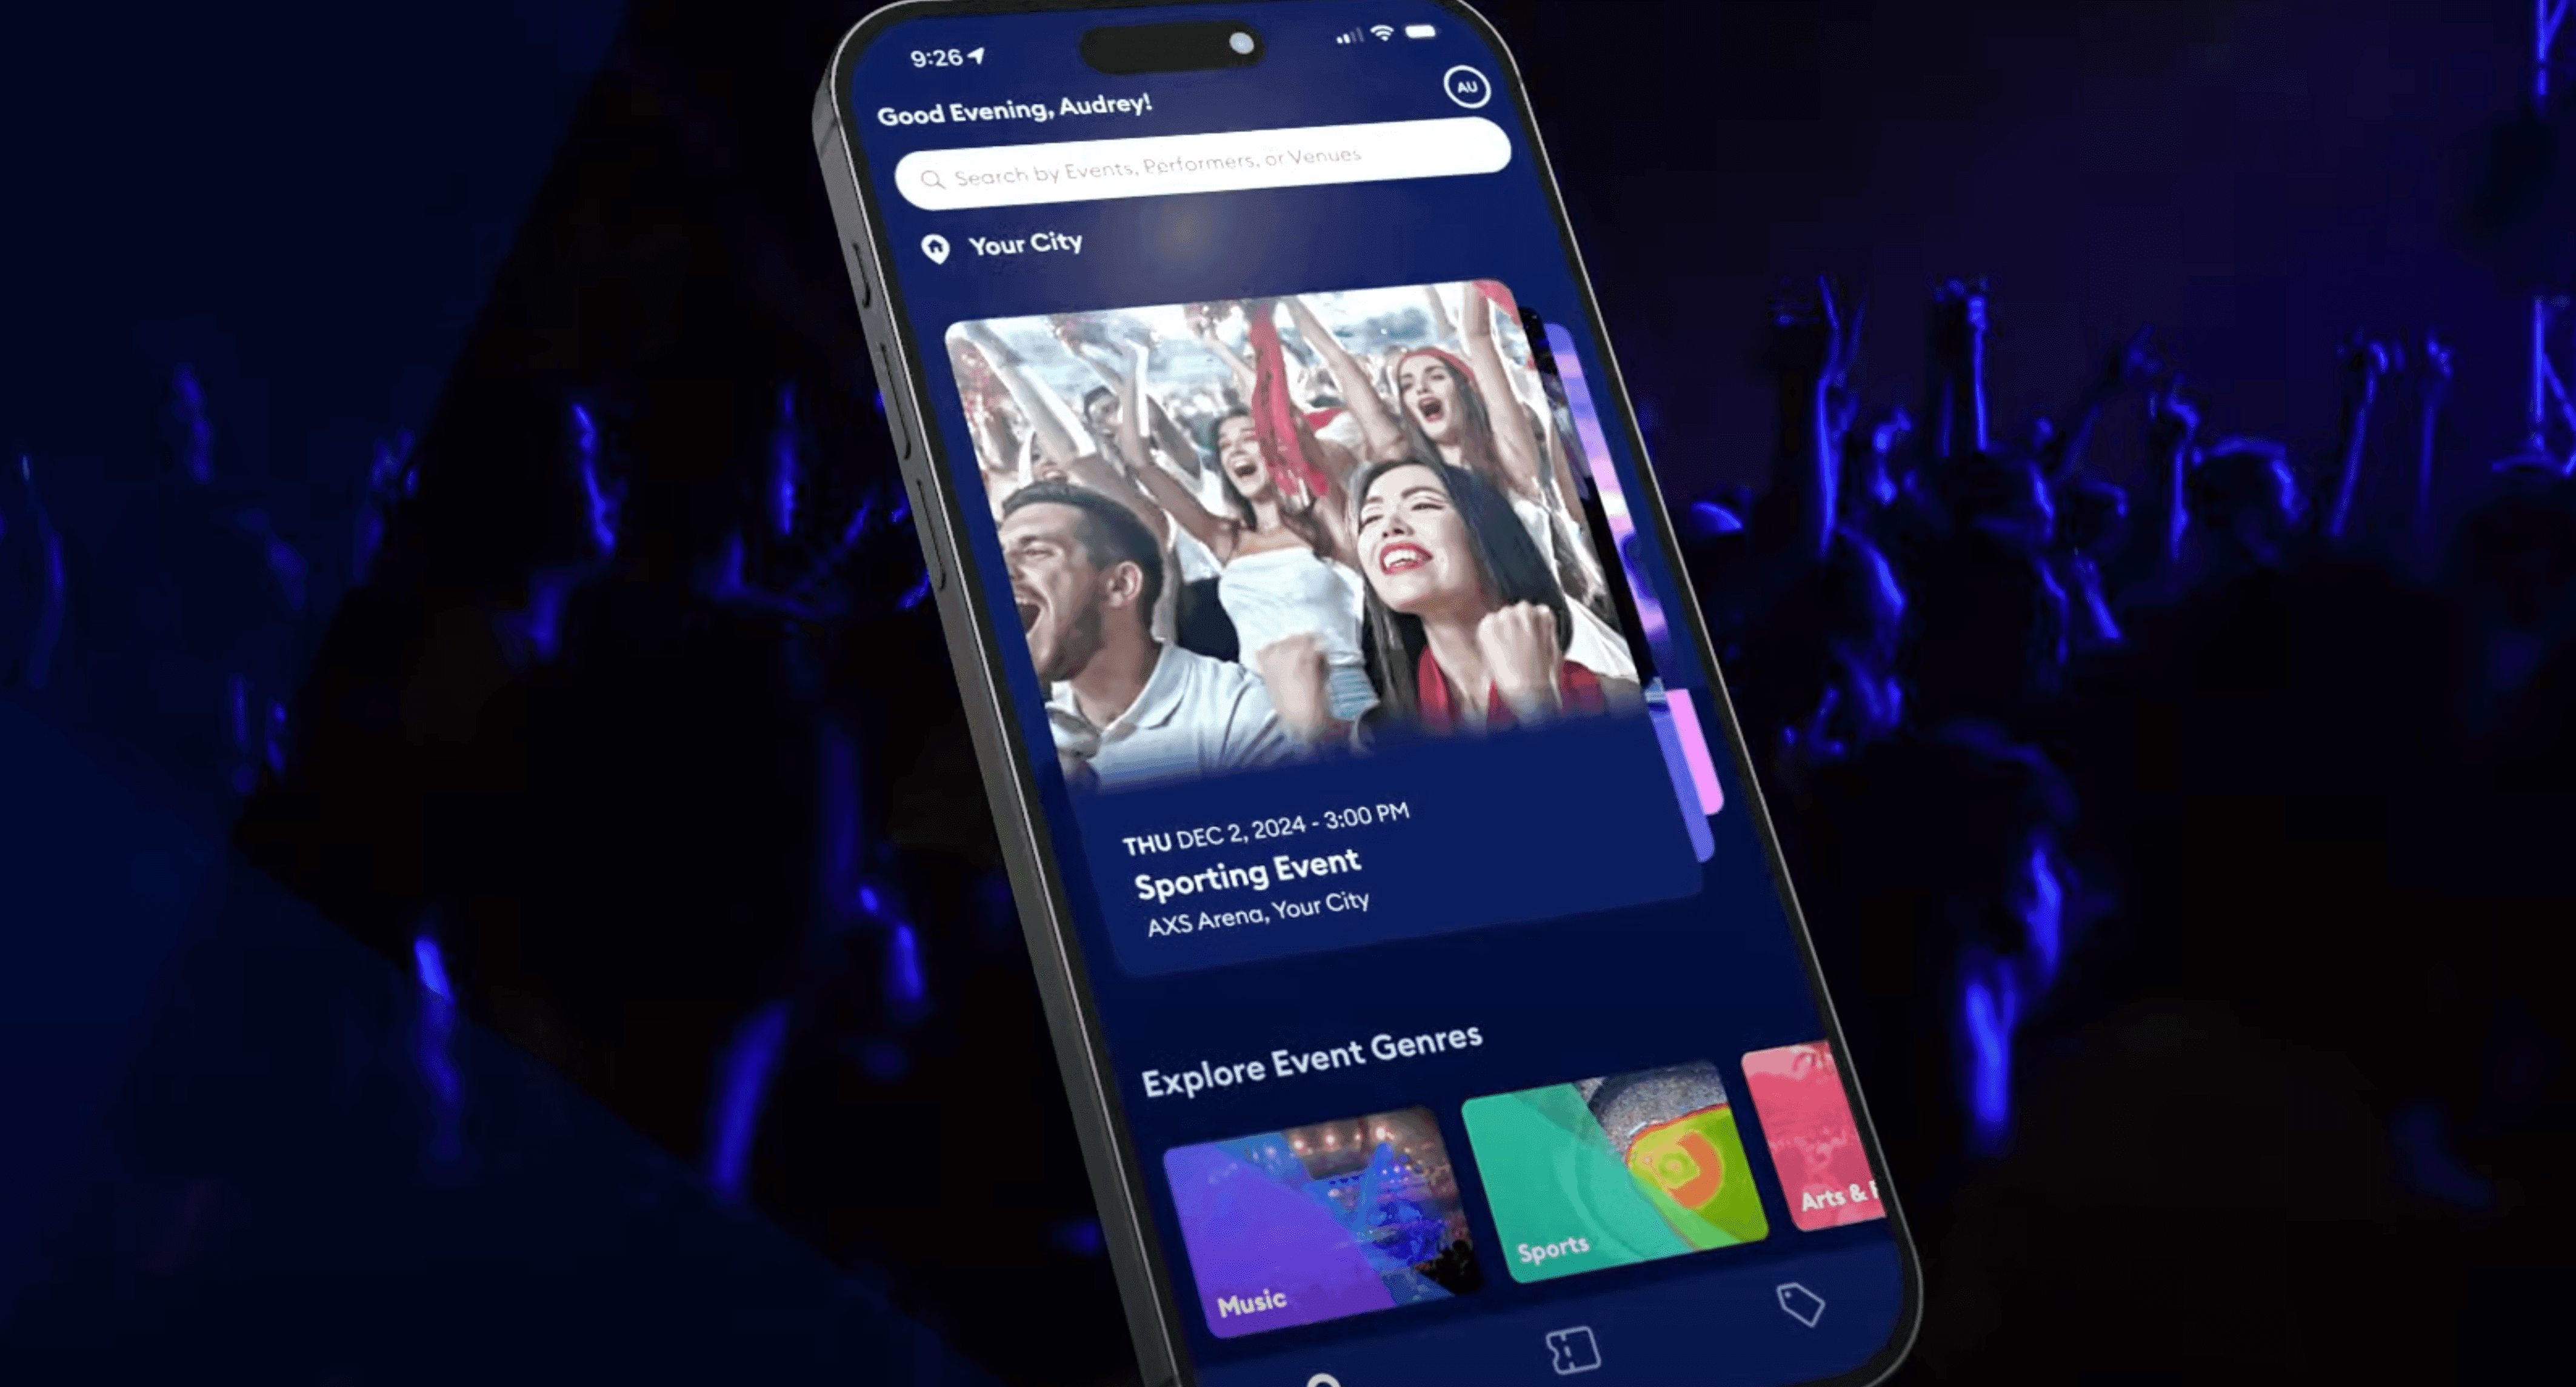 9:26
Good Evening, Audrey!
AU
Search by Events, Performers, or Venues
Your City
THU DEC 2, 2024 - 3:00 PM
Sporting Event
AXS Arena, Your City
Explore Event Genres
Music
Sports
Arts &